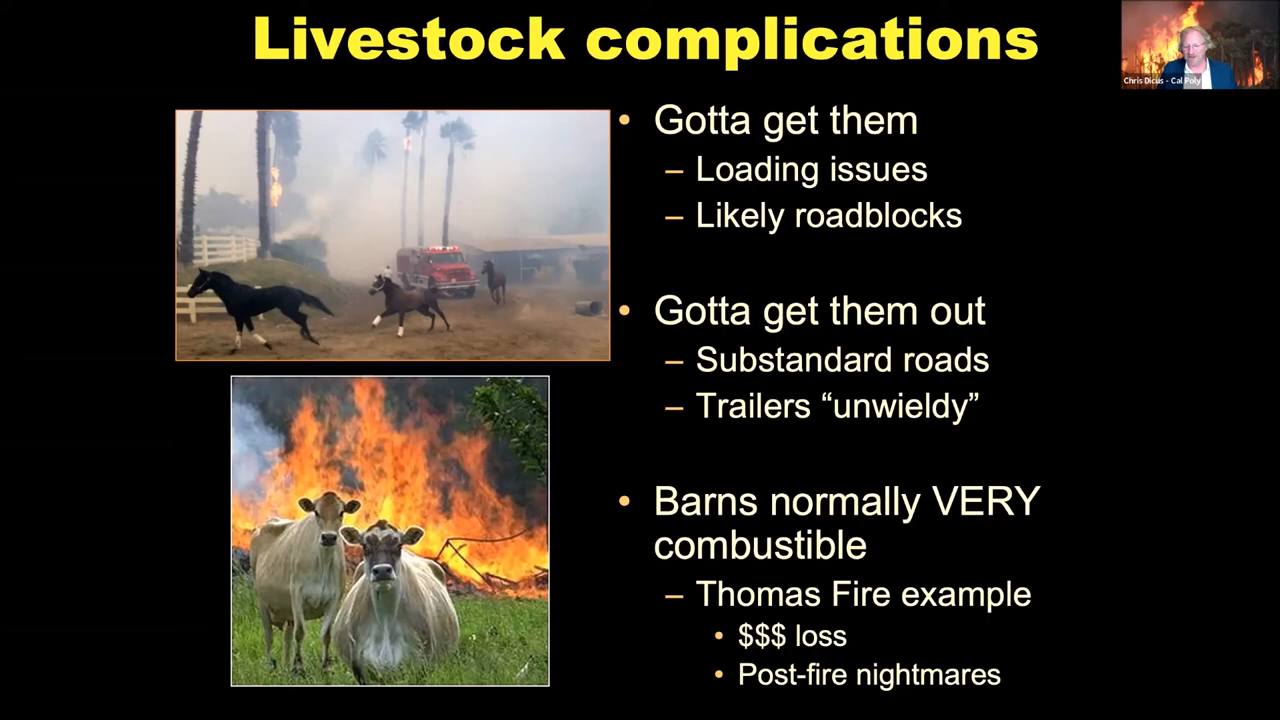 Livestock complications
Chris Dicus - Cal Poly
• Gotta get them
– Loading issues
– Likely roadblocks
• Gotta get them out
– Substandard roads
– Trailers “unwieldy”
• Barns normally VERY
combustible
– Thomas Fire example
• $$$ loss
• Post-fire nightmares